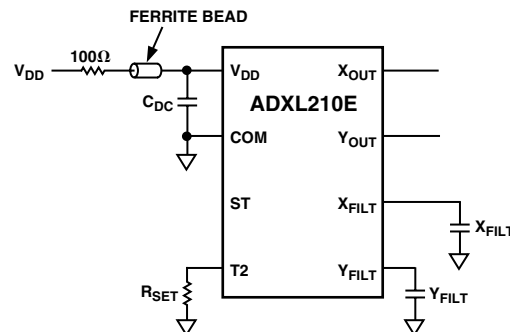 FERRITE BEAD
100Ω
VDD
VDD
XOUT
CDC
ADXL210E
COM
YOUT
ST
XFILT
XFILT
T2
YFILT
RSET
YFILT